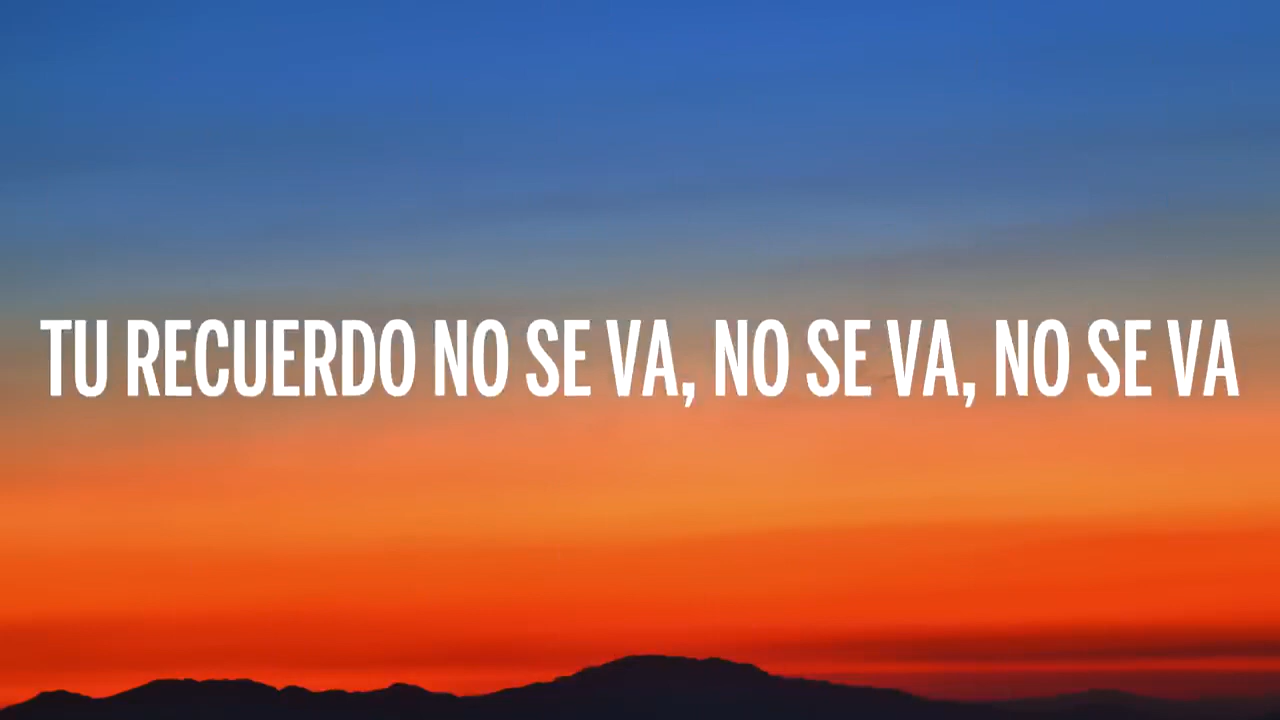 TU RECUERDO NO SE VA, NO SE VA, NO SE VA